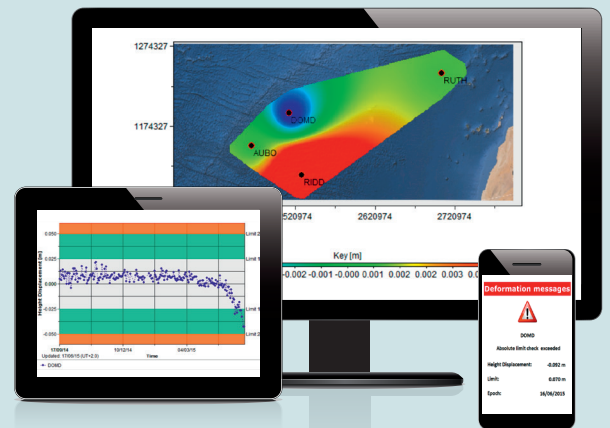 1274327
1174327
RUTH
DOMD
AUBO
RIDD
520974
2620974
2720974
Key [m]
-0.002 -0.001 -0.000 0.001 0.002 0.002 0.003
Height Displacement [m]
0.050
0.025
0.000
-0.025
-0.050
Limit 2
Limit 1
Limit 1
Limit 2
17/09/14
10/12/14
04/03/15
Updated: 17/06/15 (UT+2.0)
Time
DOMD
Deformation messages
DOMD
Absolute limit check exceeded
Height Displacement: -0.092 m
Limit: 0.070 m
Epoch: 16/06/2015